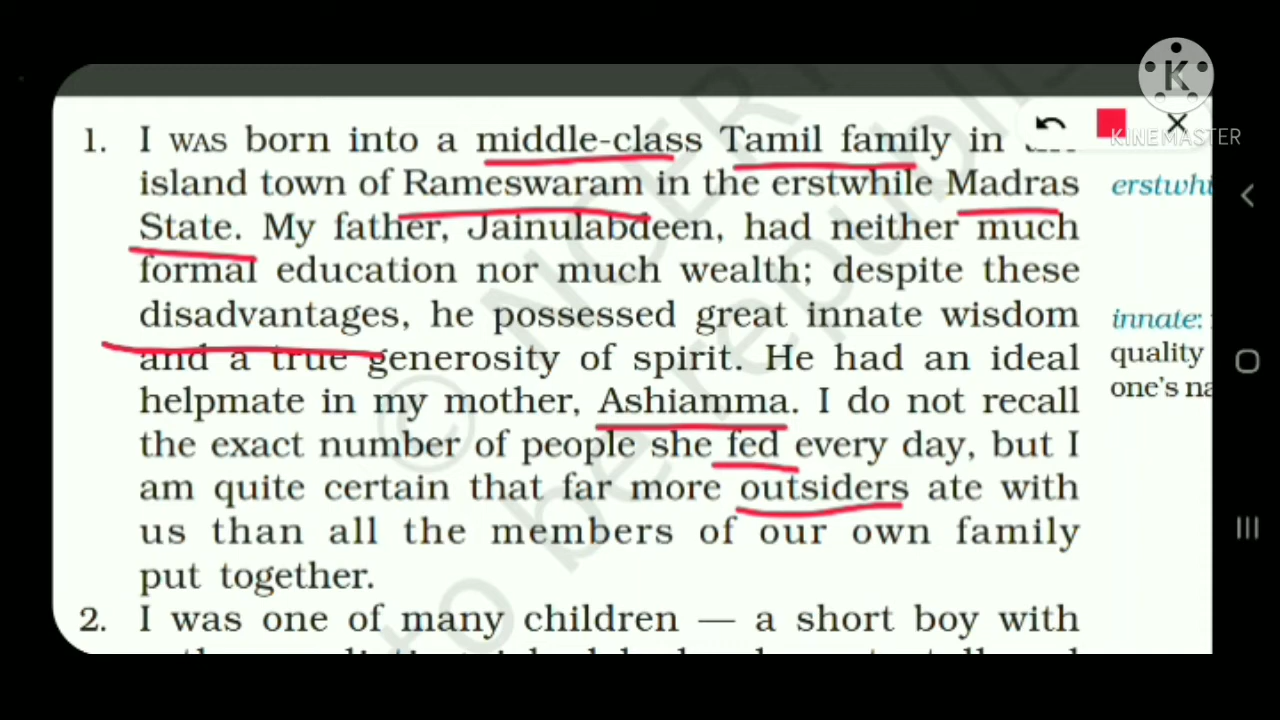 K
KINEMASTER
1. I WAS born into a middle-class Tamil family in
island town of Rameswaram in the erstwhile Madras
erstwhi
State. My father, Jainulabdeen, had neither much
formal education nor much wealth; despite these
disadvantages, he possessed great innate wisdom
innate:
and a true generosity of spirit. He had an ideal
quality
helpmate in my mother, Ashiamma. I do not recall
one's na
the exact number of people she fed every day, but I
am quite certain that far more outsiders ate with
us than all the members of our own family
put together.
2. I was one of many children — a short boy with
© NCERT
to be republis